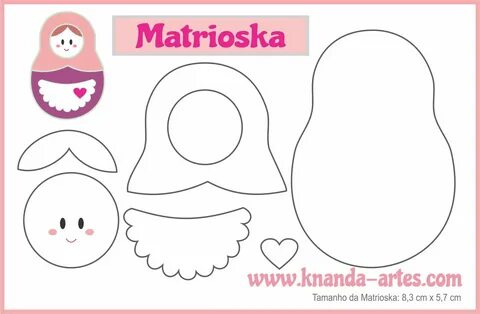 Matrioska
www.knanda-artes.com
Tamanho da Matrioska: 8,3 cm x 5,7 cm